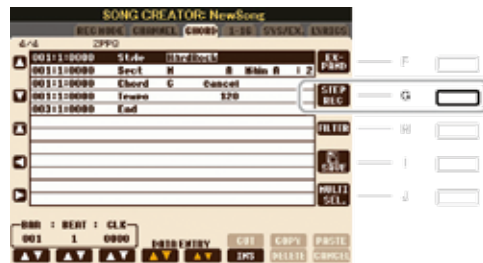 SONG CREATOR: NewSong
REC MODE CHANNEL CHORD 1-16 SYS/EX. LYRICS
4/4 2PPQ
001:1:0000 Style HardRock
001:1:0000 Sect
001:1:0000 Chord C Cancel
001:1:0000 Tempo 120
003:1:0000 End
EX-PAND
STEP REC
FILTER
SAVE
MULTI SEL.
F
G
H
I
J
BAR : BEAT : CLK
001 1 0000
DATA ENTRY
CUT COPY PASTE
INS DELETE CANCEL